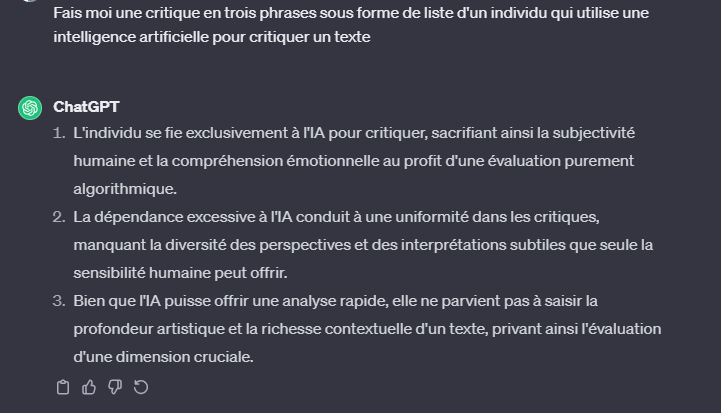 Fais moi une critique en trois phrases sous forme de liste d'un individu qui utilise une
intelligence artificielle pour critiquer un texte
ChatGPT
1. L'individu se fie exclusivement à l'IA pour critiquer, sacrifiant ainsi la subjectivité
humaine et la compréhension émotionnelle au profit d'une évaluation purement
algorithmique.
2. La dépendance excessive à l'IA conduit à une uniformité dans les critiques,
manquant la diversité des perspectives et des interprétations subtiles que seule la
sensibilité humaine peut offrir.
3. Bien que l'IA puisse offrir une analyse rapide, elle ne parvient pas à saisir la
profondeur artistique et la richesse contextuelle d'un texte, privant ainsi l'évaluation
d'une dimension cruciale.